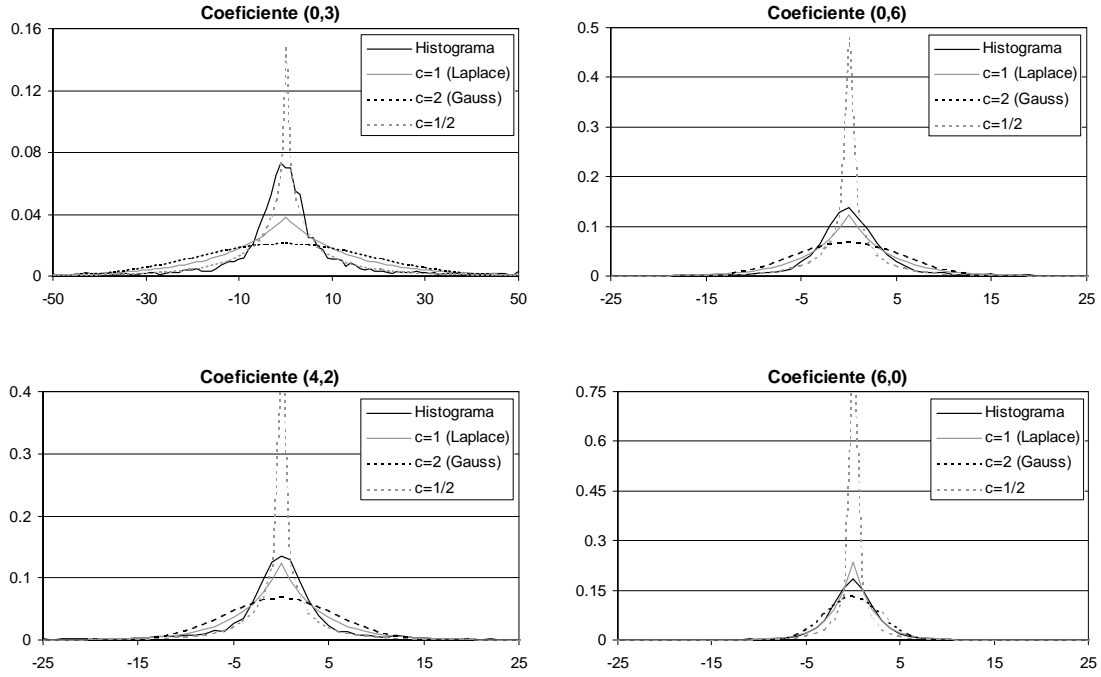 Coeficiente (0,3)
0.16
0.12
0.08
0.04
0
-50
-30
-10
10
30
50
Histograma
c=1 (Laplace)
c=2 (Gauss)
c=1/2
Coeficiente (0,6)
0.5
0.4
0.3
0.2
0.1
0
-25
-15
-5
5
15
25
Histograma
c=1 (Laplace)
c=2 (Gauss)
c=1/2
Coeficiente (4,2)
0.4
0.3
0.2
0.1
0
-25
-15
-5
5
15
25
Histograma
c=1 (Laplace)
c=2 (Gauss)
c=1/2
Coeficiente (6,0)
0.75
0.6
0.45
0.3
0.15
0
-25
-15
-5
5
15
25
Histograma
c=1 (Laplace)
c=2 (Gauss)
c=1/2